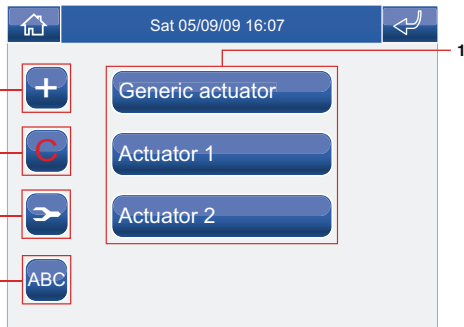 Sat 05/09/09 16:07
1
+
Generic actuator
C
Actuator 1
Actuator 2
ABC